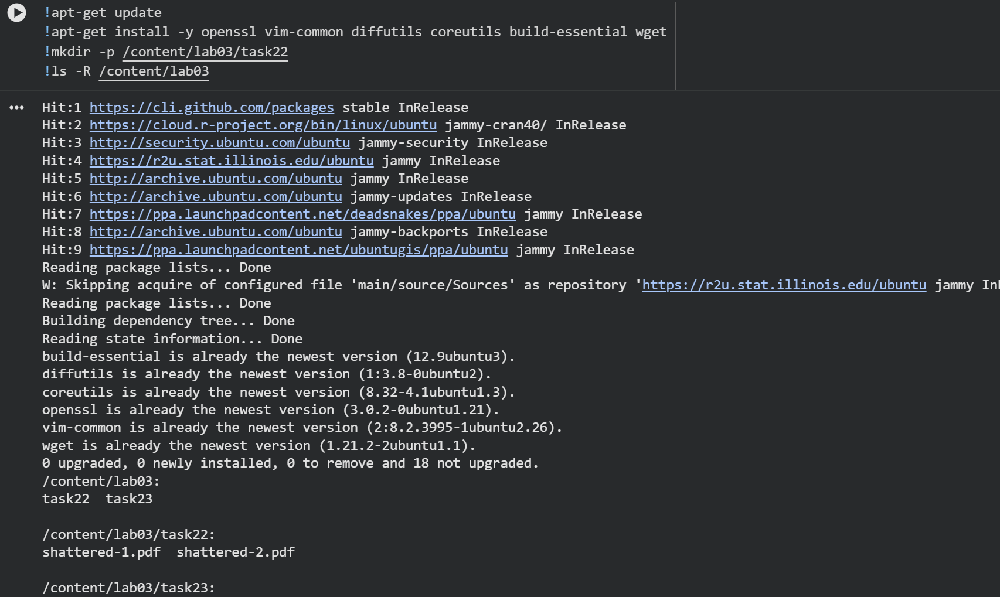 !apt-get update
!apt-get install -y openssl vim-common diffutils coreutils build-essential wget
!mkdir -p /content/lab03/task22
!ls -R /content/lab03
Hit:1 https://cli.github.com/packages stable InRelease
Hit:2 https://cloud.r-project.org/bin/linux/ubuntu jammy-cran40/ InRelease
Hit:3 http://security.ubuntu.com/ubuntu jammy-security InRelease
Hit:4 https://r2u.stat.illinois.edu/ubuntu jammy InRelease
Hit:5 http://archive.ubuntu.com/ubuntu jammy InRelease
Hit:6 http://archive.ubuntu.com/ubuntu jammy-updates InRelease
Hit:7 https://ppa.launchpadcontent.net/deadsnakes/ppa/ubuntu jammy InRelease
Hit:8 http://archive.ubuntu.com/ubuntu jammy-backports InRelease
Hit:9 https://ppa.launchpadcontent.net/ubuntugis/ppa/ubuntu jammy InRelease
Reading package lists... Done
W: Skipping acquire of configured file 'main/source/Sources' as repository 'https://r2u.stat.illinois.edu/ubuntu jammy
Reading package lists... Done
Building dependency tree... Done
Reading state information... Done
build-essential is already the newest version (12.9ubuntu3).
diffutils is already the newest version (1:3.8-0ubuntu2).
coreutils is already the newest version (8.32-4.1ubuntu1.3).
openssl is already the newest version (3.0.2-0ubuntu1.21).
vim-common is already the newest version (2:8.2.3995-1ubuntu2.26).
wget is already the newest version (1.21.2-2ubuntu1.1).
0 upgraded, 0 newly installed, 0 to remove and 18 not upgraded.
/content/lab03:
task22  task23
/content/lab03/task22:
shattered-1.pdf  shattered-2.pdf
/content/lab03/task23: